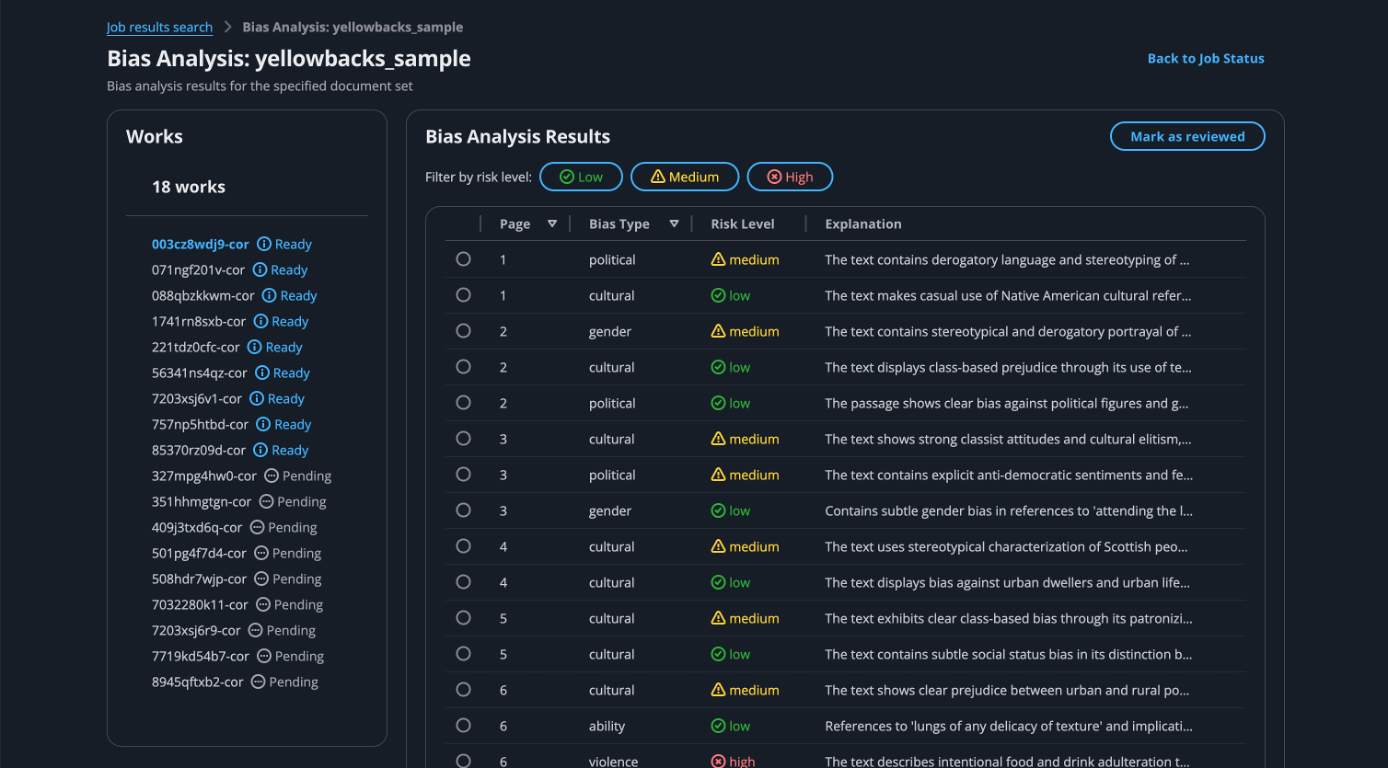 Job results search > Bias Analysis: yellowbacks_sample
Bias Analysis: yellowbacks_sample
Back to Job Status
Bias analysis results for the specified document set
Works
18 works
003cz8wdj9-cor Ready
071ngf201v-cor Ready
088qbzkkwm-cor Ready
1741rn8sxb-cor Ready
221tdz0cfc-cor Ready
56341ns4qz-cor Ready
7203xsj6v1-cor Ready
757np5htbd-cor Ready
85370rz09d-cor Ready
327mpg4hw0-cor Pending
351hhmgtgn-cor Pending
409j3txd6q-cor Pending
501pg4f7d4-cor Pending
508hdr7wjp-cor Pending
7032280k11-cor Pending
7203xsj6r9-cor Pending
7719kd54b7-cor Pending
8945qftxb2-cor Pending
Bias Analysis Results
Mark as reviewed
Filter by risk level: Low Medium High
Page Bias Type Risk Level Explanation
1 political medium The text contains derogatory language and stereotyping of ...
1 cultural low The text makes casual use of Native American cultural refer...
2 gender medium The text contains stereotypical and derogatory portrayal of ...
2 cultural low The text displays class-based prejudice through its use of te...
2 political low The passage shows clear bias against political figures and g...
3 cultural medium The text shows strong classist attitudes and cultural elitism,...
3 political medium The text contains explicit anti-democratic sentiments and fe...
3 gender low Contains subtle gender bias in references to 'attending the l...
4 cultural medium The text uses stereotypical characterization of Scottish peo...
4 cultural low The text displays bias against urban dwellers and urban life...
5 cultural medium The text exhibits clear class-based bias through its patronizi...
5 cultural low The text contains subtle social status bias in its distinction b...
6 cultural medium The text shows clear prejudice between urban and rural po...
6 ability low References to 'lungs of any delicacy of texture' and implicati...
6 violence high The text describes intentional food and drink adulteration t...